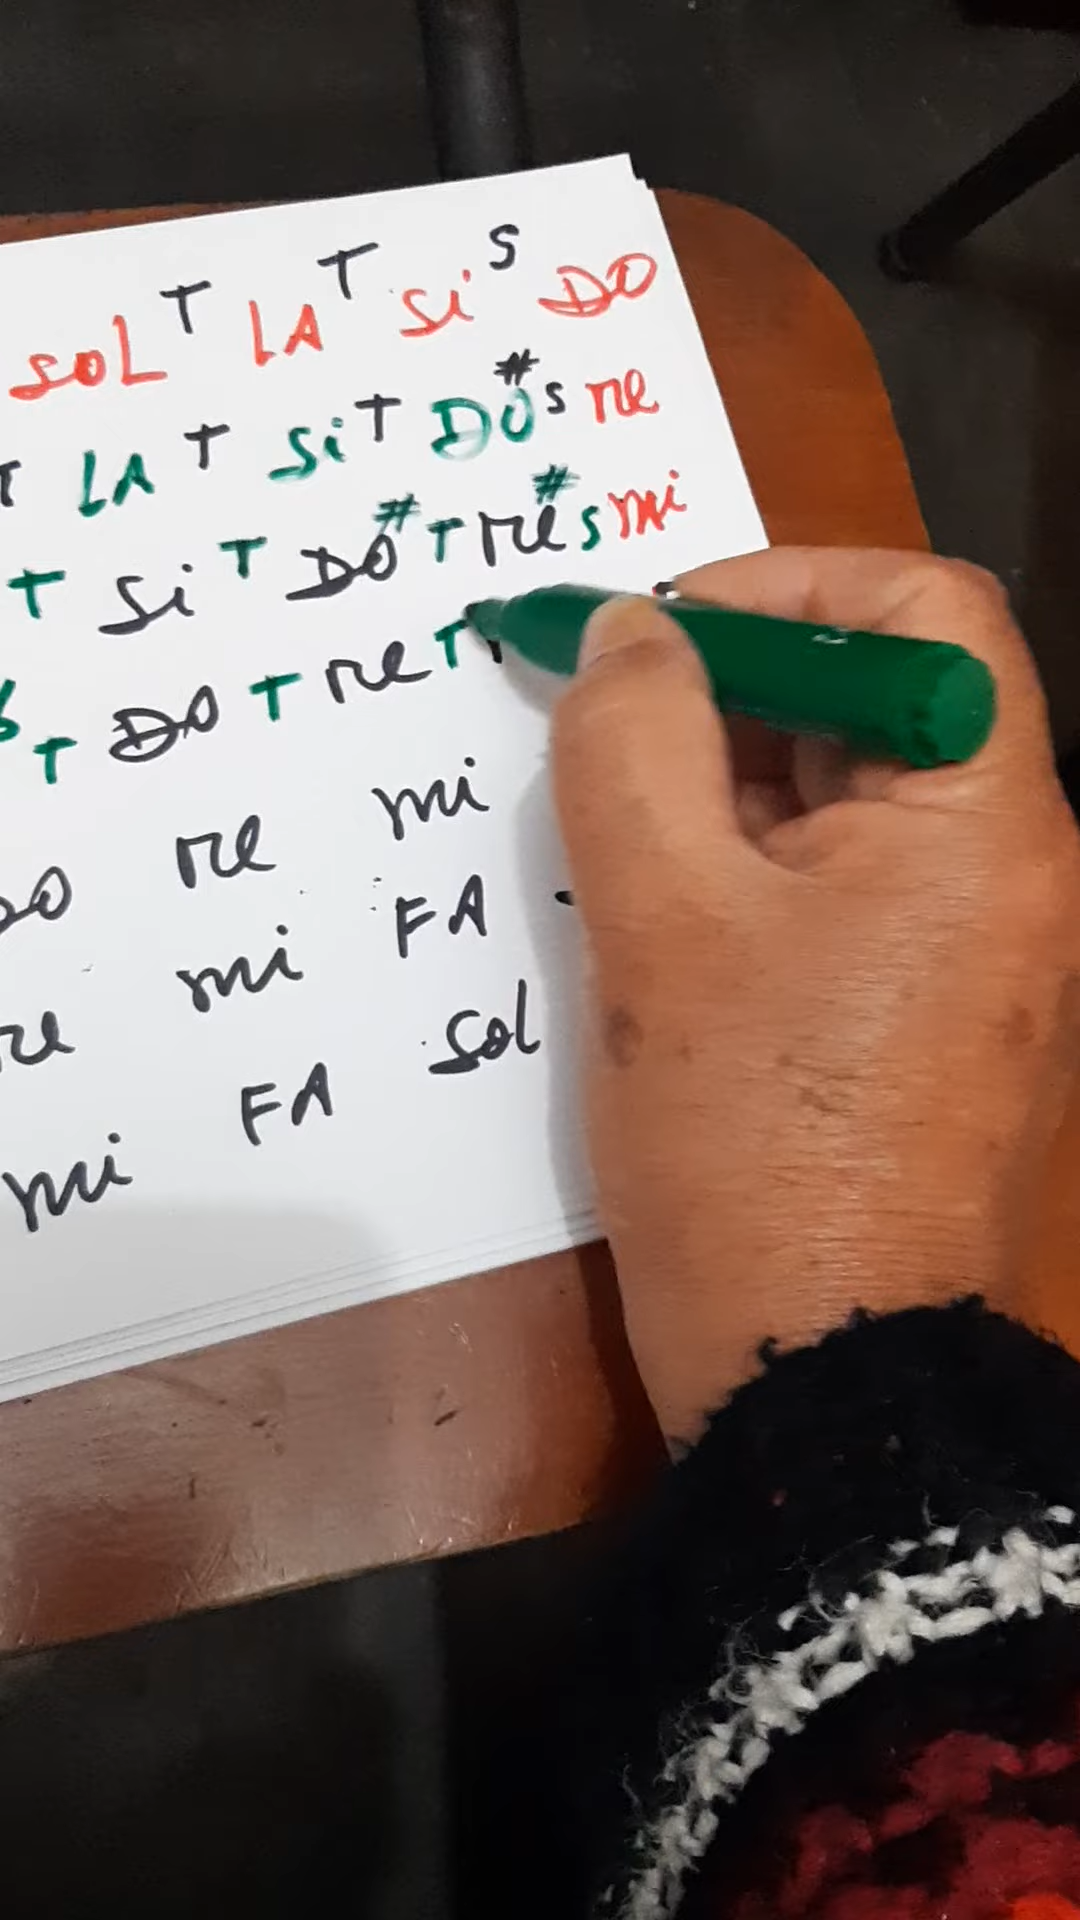 SOL T LA T Si S DO
T LA T Si T DO# S re
T Si T DO# T re# S mi
b T DO T re T
DO re mi
re mi FA
mi FA Sol